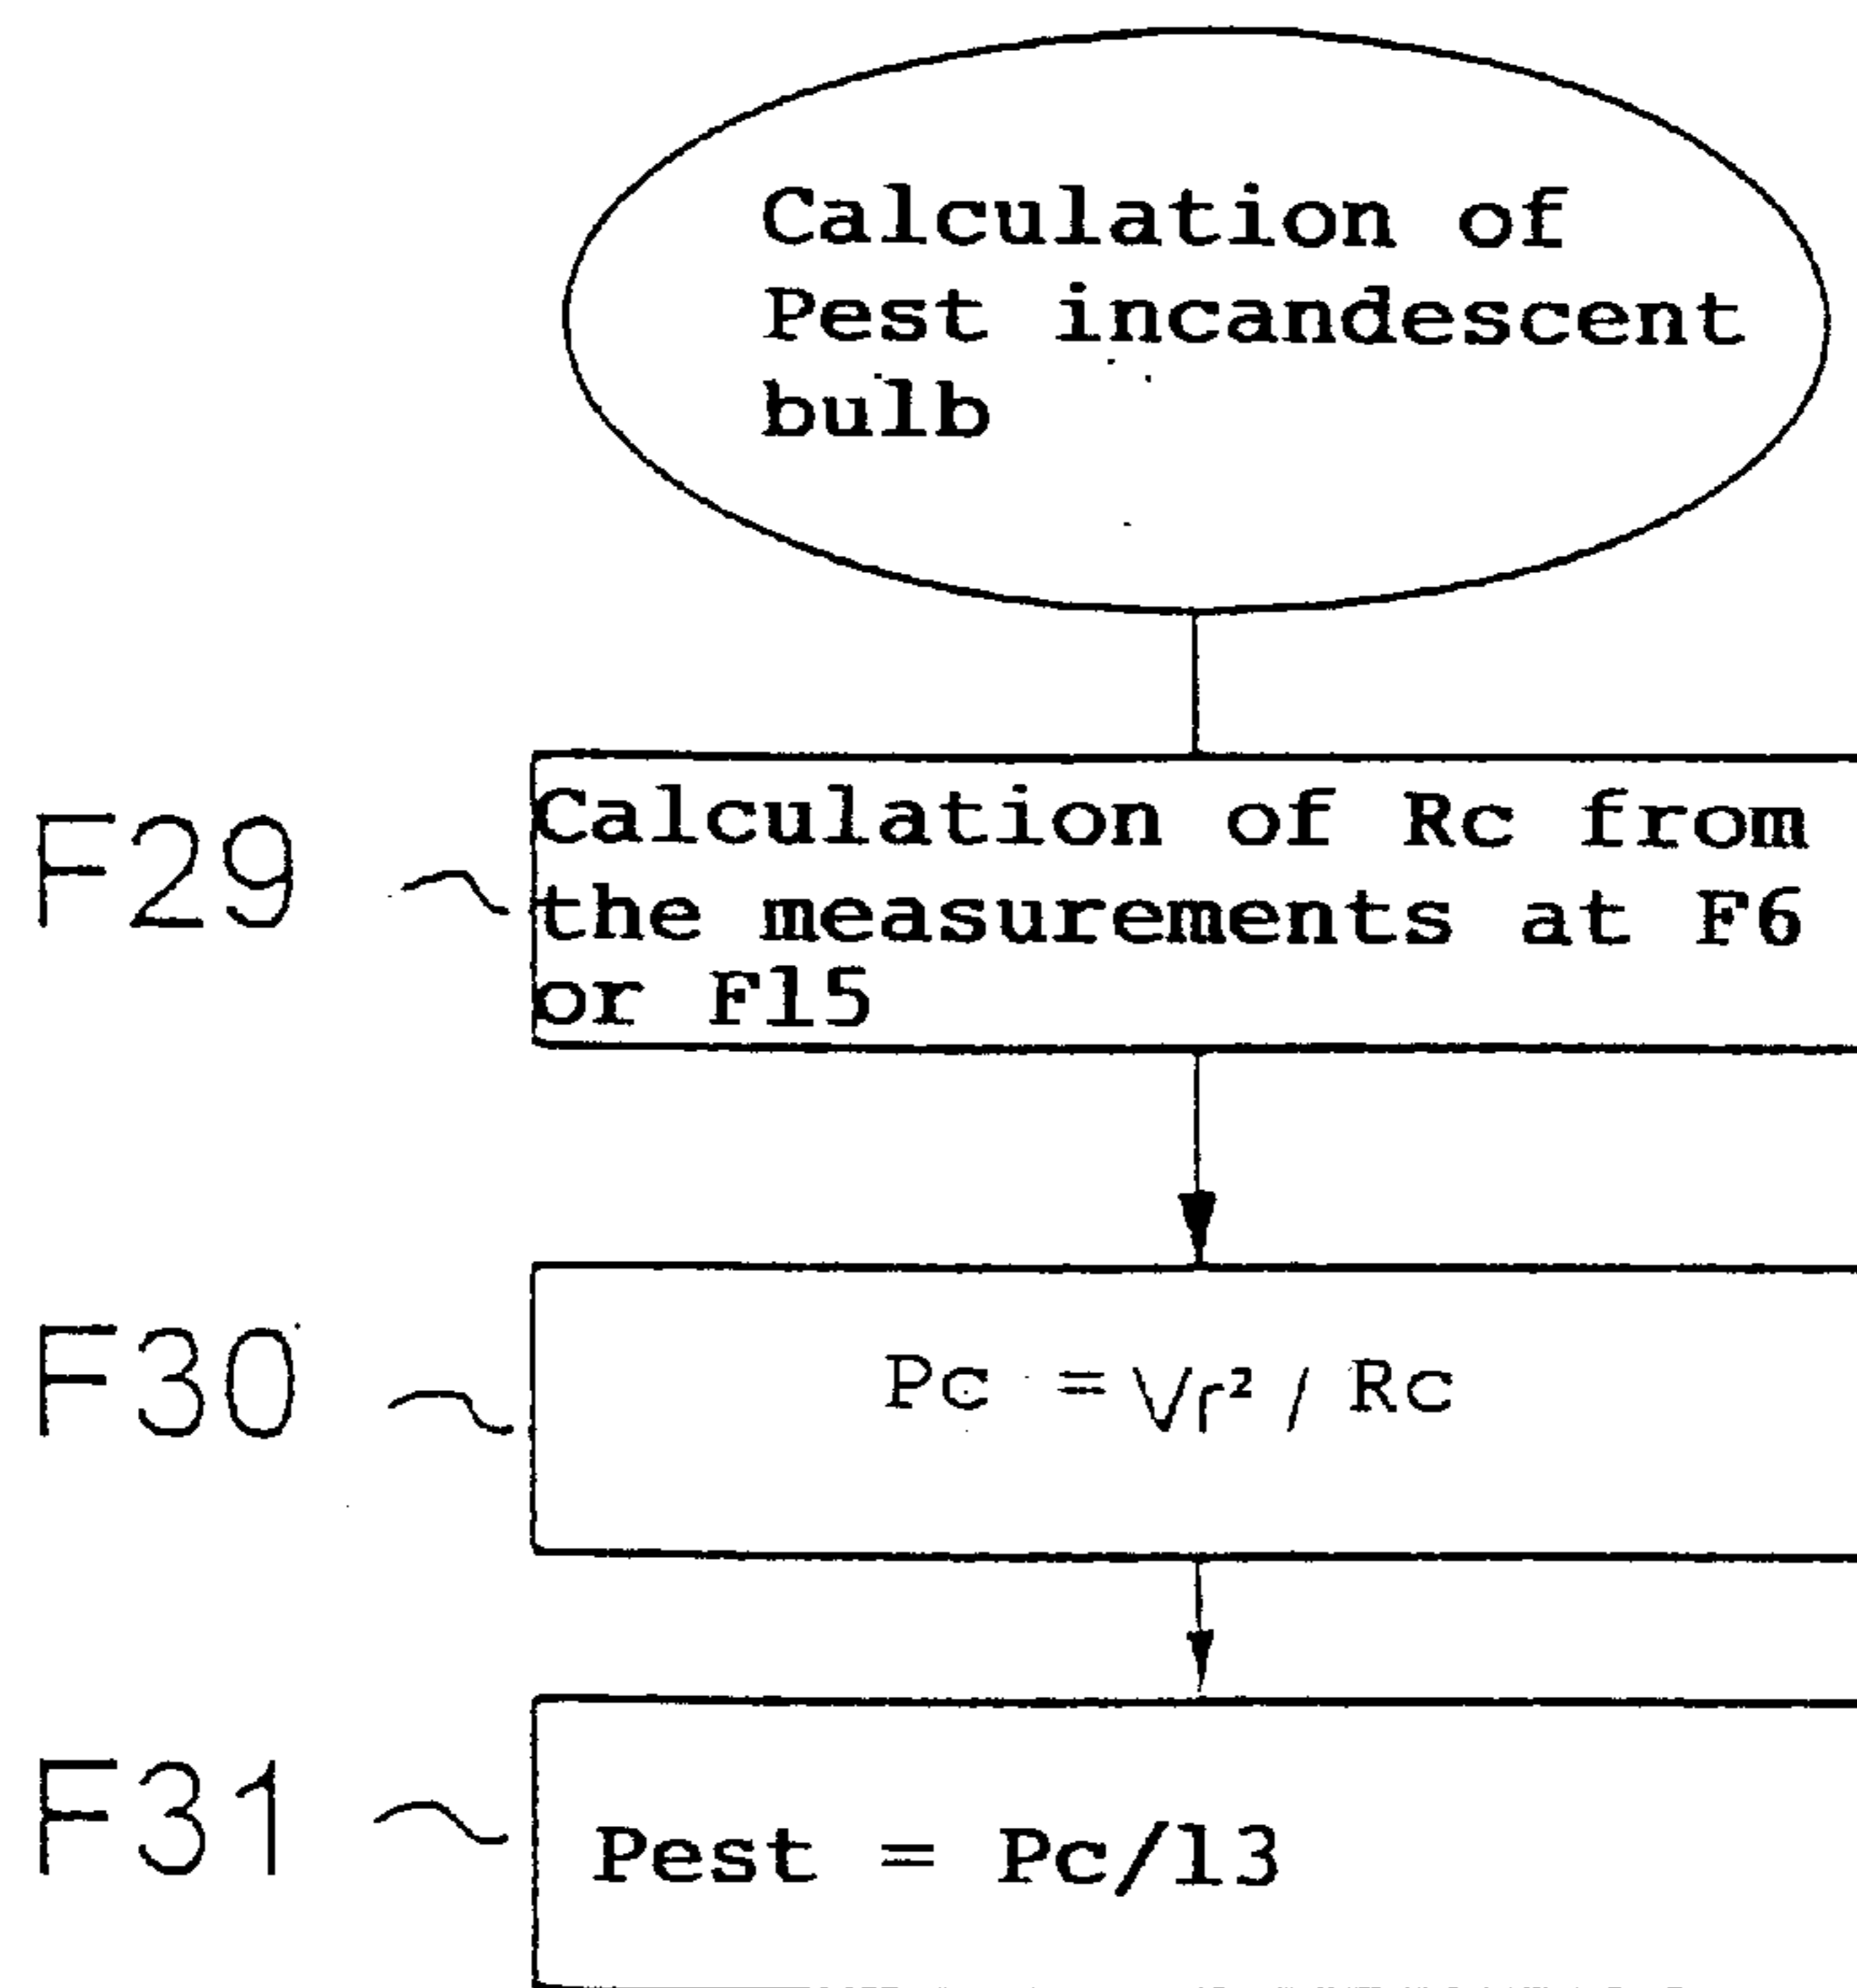 Calculation of
Pest incandescent
bulb
F29
Calculation of Rc from
the measurements at F6
or F15
F30
Pc = Vr² / Rc
F31
Pest = Pc/13